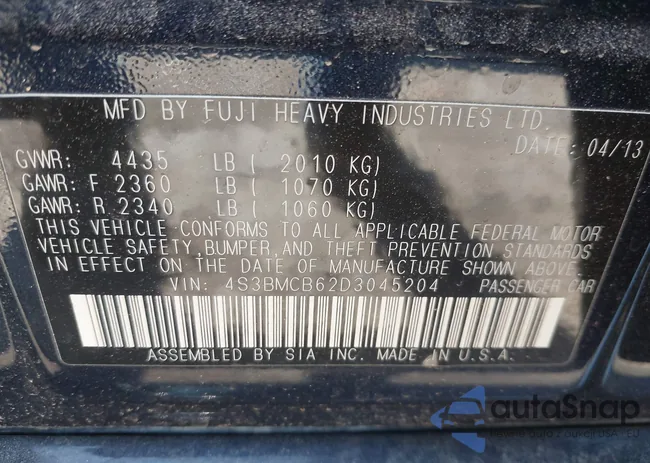 MFD BY FUJI HEAVY INDUSTRIES LTD.
DATE: 04/13
GVWR: 4435 LB ( 2010 KG)
GAWR: F 2360 LB ( 1070 KG)
GAWR: R 2340 LB ( 1060 KG)
THIS VEHICLE CONFORMS TO ALL APPLICABLE FEDERAL MOTOR
VEHICLE SAFETY, BUMPER, AND THEFT PREVENTION STANDARDS
IN EFFECT ON THE DATE OF MANUFACTURE SHOWN ABOVE.
VIN: 4S3BMCB62D3045204 PASSENGER CAR
ASSEMBLED BY SIA INC. MADE IN U.S.A.
autoSnap